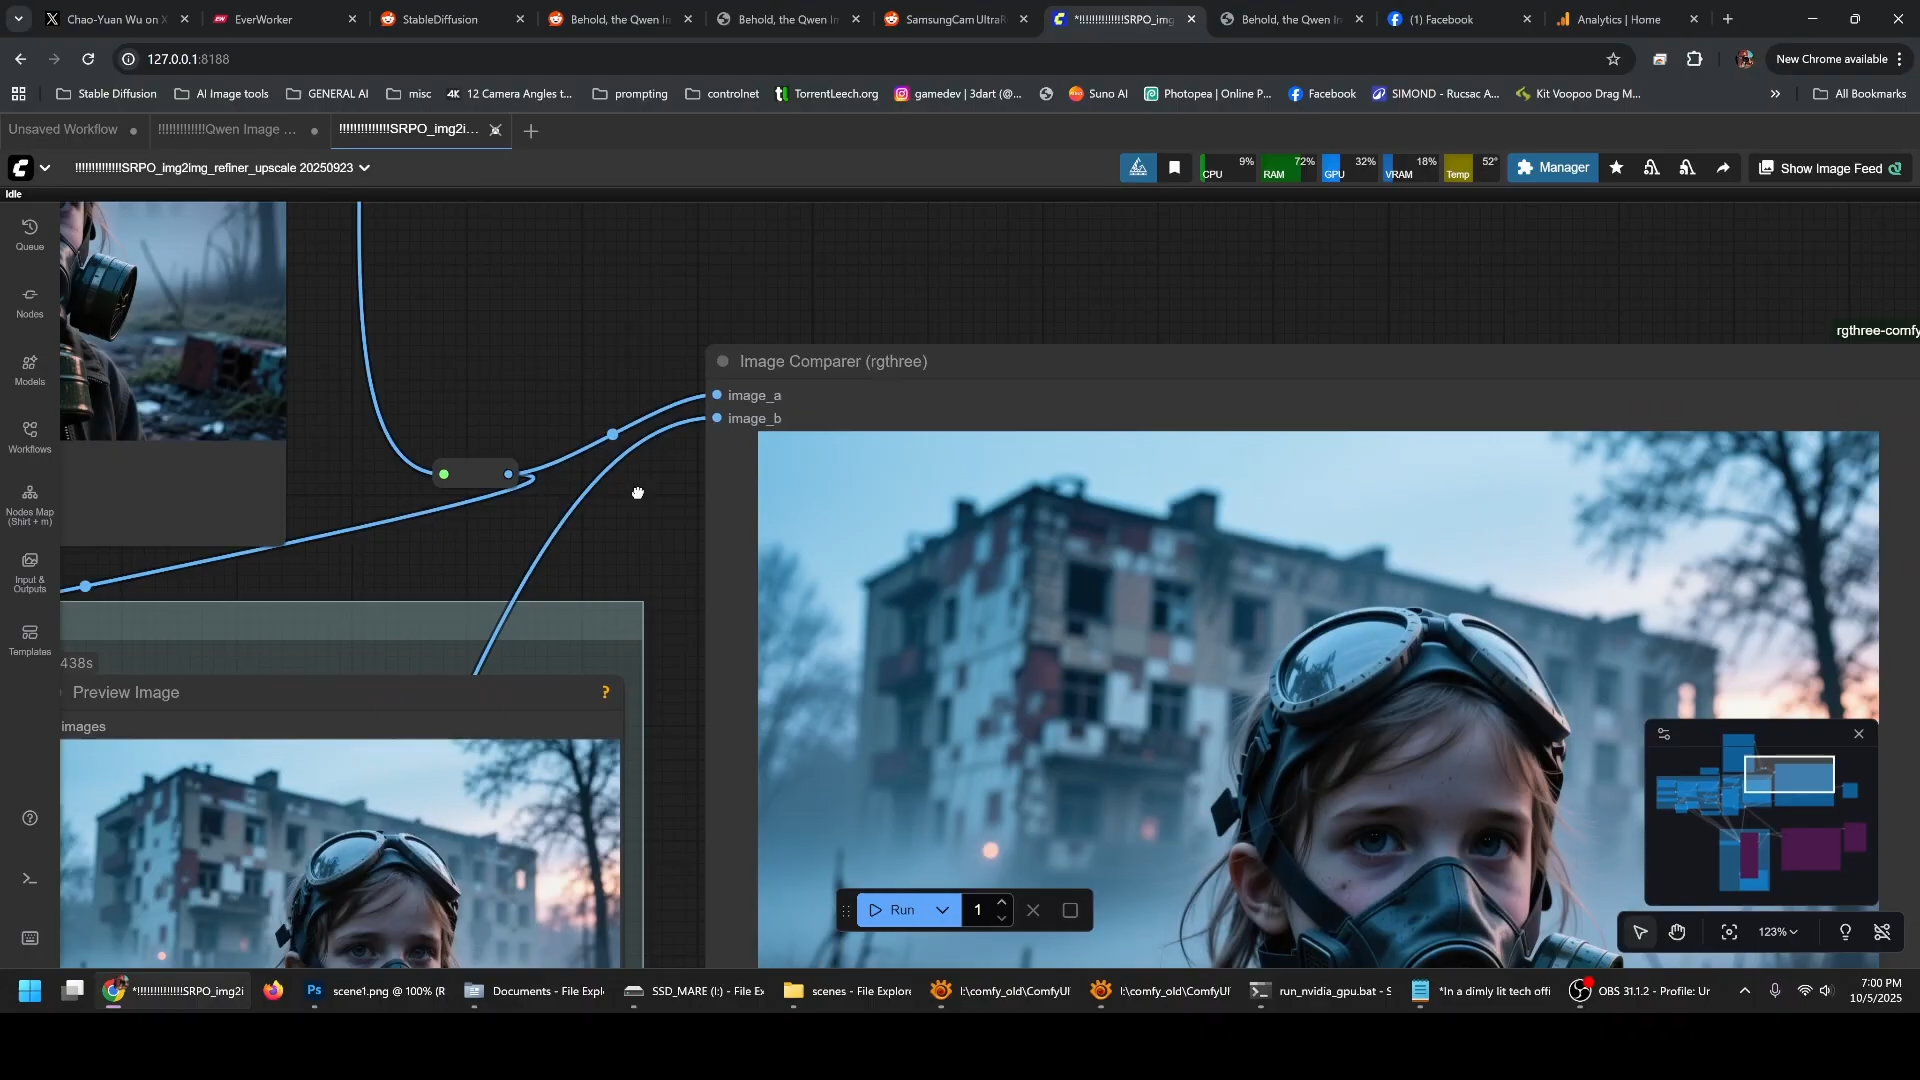 Chao-Yuan Wu on X
EverWorker
StableDiffusion
Behold, the Qwen In
Behold, the Qwen In
SamsungCam UltraR
*!!!!!!!!!!!!!!SRPO_img
Behold, the Qwen In
(1) Facebook
Analytics | Home
127.0.0.1:8188
New Chrome available
Stable Diffusion
AI Image tools
GENERAL AI
misc
4K 12 Camera Angles t...
prompting
controlnet
TorrentLeech.org
gamedev | 3dart (@...
Suno AI
Photopea | Online P...
Facebook
SIMOND - Rucsac A...
Kit Voopoo Drag M...
All Bookmarks
Unsaved Workflow
!!!!!!!!!!!!!Qwen Image ...
!!!!!!!!!!!!!!SRPO_img2i...
!!!!!!!!!!!!!!SRPO_img2img_refiner_upscale 20250923
CPU 9%
RAM 72%
GPU 32%
VRAM 18%
Temp 52°
Manager
Show Image Feed
Idle
Queue
Nodes
Models
Workflows
Nodes Map
(Shirt + m)
Input &
Outputs
Templates
rgthree-comfy
Image Comparer (rgthree)
image_a
image_b
438s
Preview Image
?
images
Run
1
123%
*!!!!!!!!!!!!!!SRPO_img2i
Ps
scene1.png @ 100% (R
Documents - File Expl
SSD_MARE (I:) - File Ex
scenes - File Explore
I:\comfy_old\ComfyUI
I:\comfy_old\ComfyUI
run_nvidia_gpu.bat - S
*In a dimly lit tech offi
OBS 31.1.2 - Profile: Ur
7:00 PM
10/5/2025